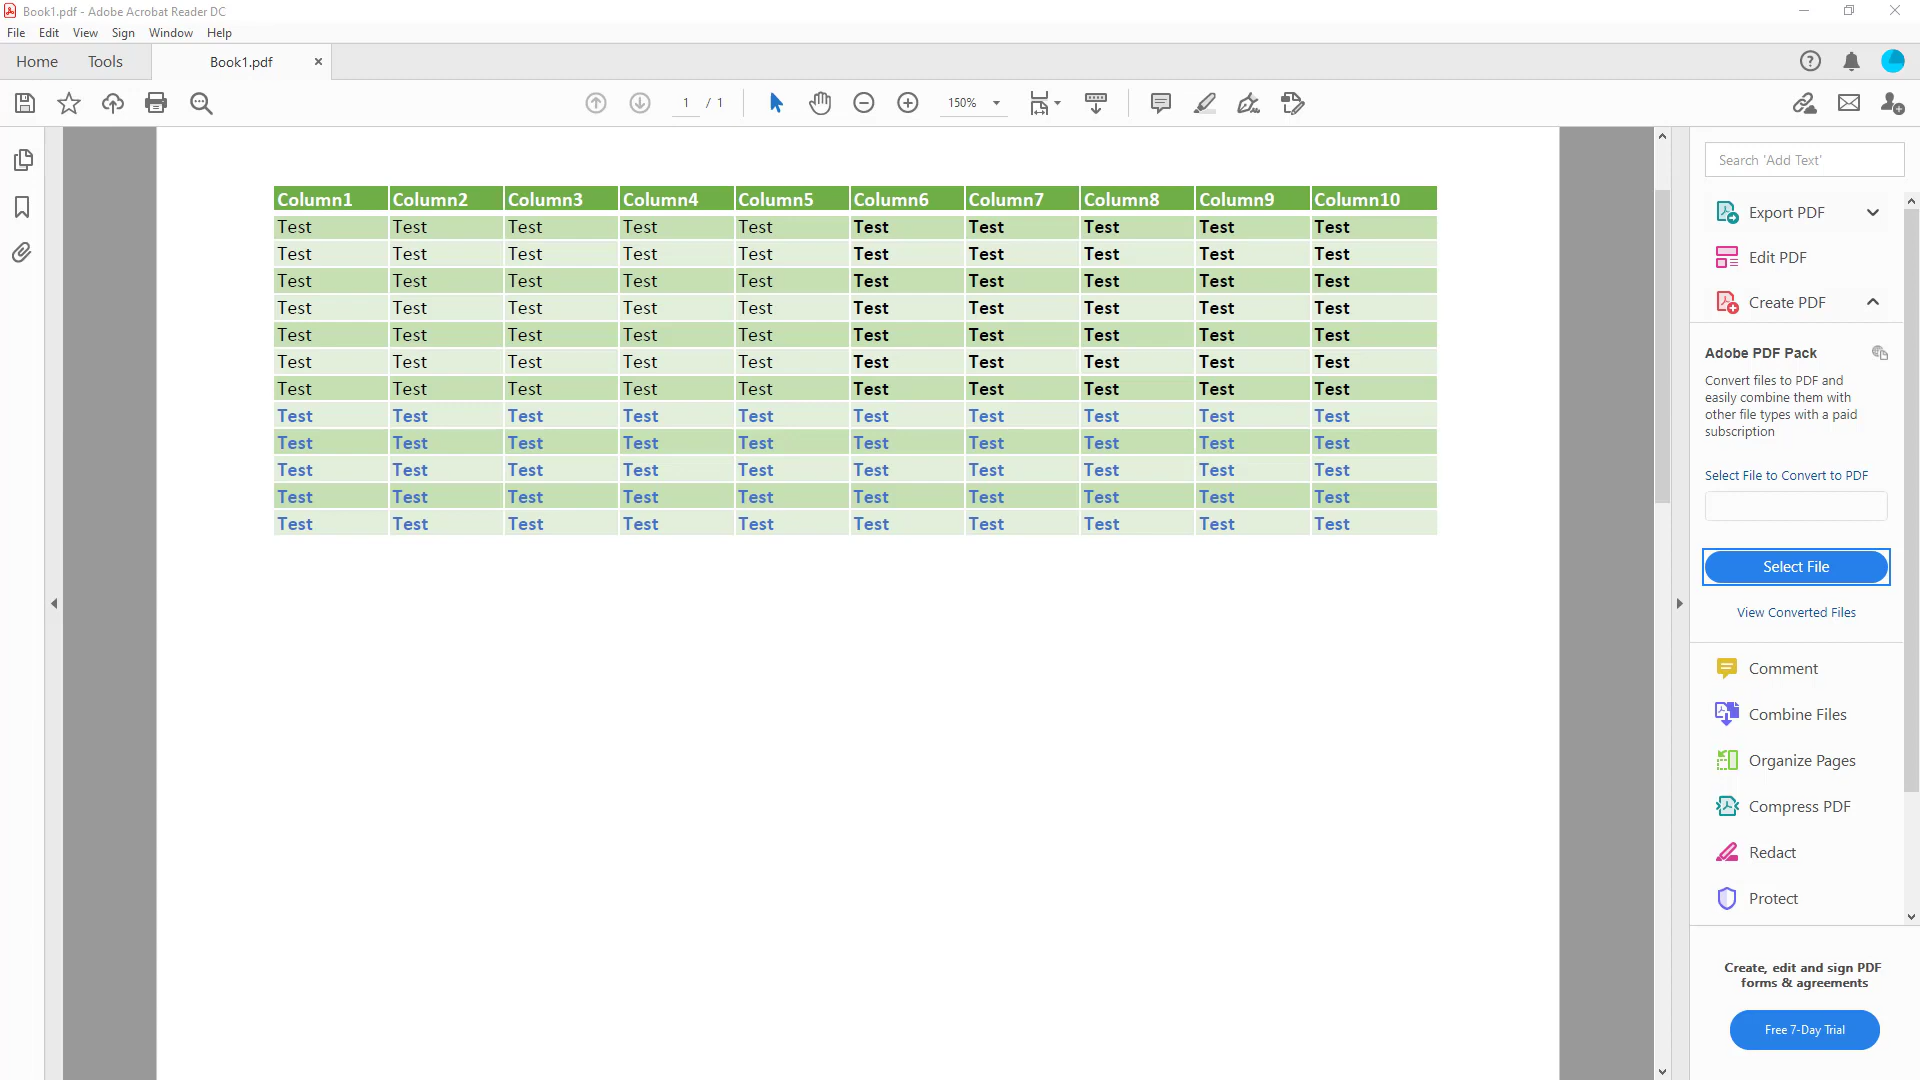 Book1.pdf - Adobe Acrobat Reader DC
File Edit View Sign Window Help
Home Tools Book1.pdf
1 / 1 150%
Search 'Add Text'
Column1 Column2 Column3 Column4 Column5 Column6 Column7 Column8 Column9 Column10
Test Test Test Test Test Test Test Test Test Test
Test Test Test Test Test Test Test Test Test Test
Test Test Test Test Test Test Test Test Test Test
Test Test Test Test Test Test Test Test Test Test
Test Test Test Test Test Test Test Test Test Test
Test Test Test Test Test Test Test Test Test Test
Test Test Test Test Test Test Test Test Test Test
Test Test Test Test Test Test Test Test Test Test
Test Test Test Test Test Test Test Test Test Test
Test Test Test Test Test Test Test Test Test Test
Test Test Test Test Test Test Test Test Test Test
Test Test Test Test Test Test Test Test Test Test
Export PDF
Edit PDF
Create PDF
Adobe PDF Pack
Convert files to PDF and
easily combine them with
other file types with a paid
subscription
Select File to Convert to PDF
Select File
View Converted Files
Comment
Combine Files
Organize Pages
Compress PDF
Redact
Protect
Create, edit and sign PDF
forms & agreements
Free 7-Day Trial